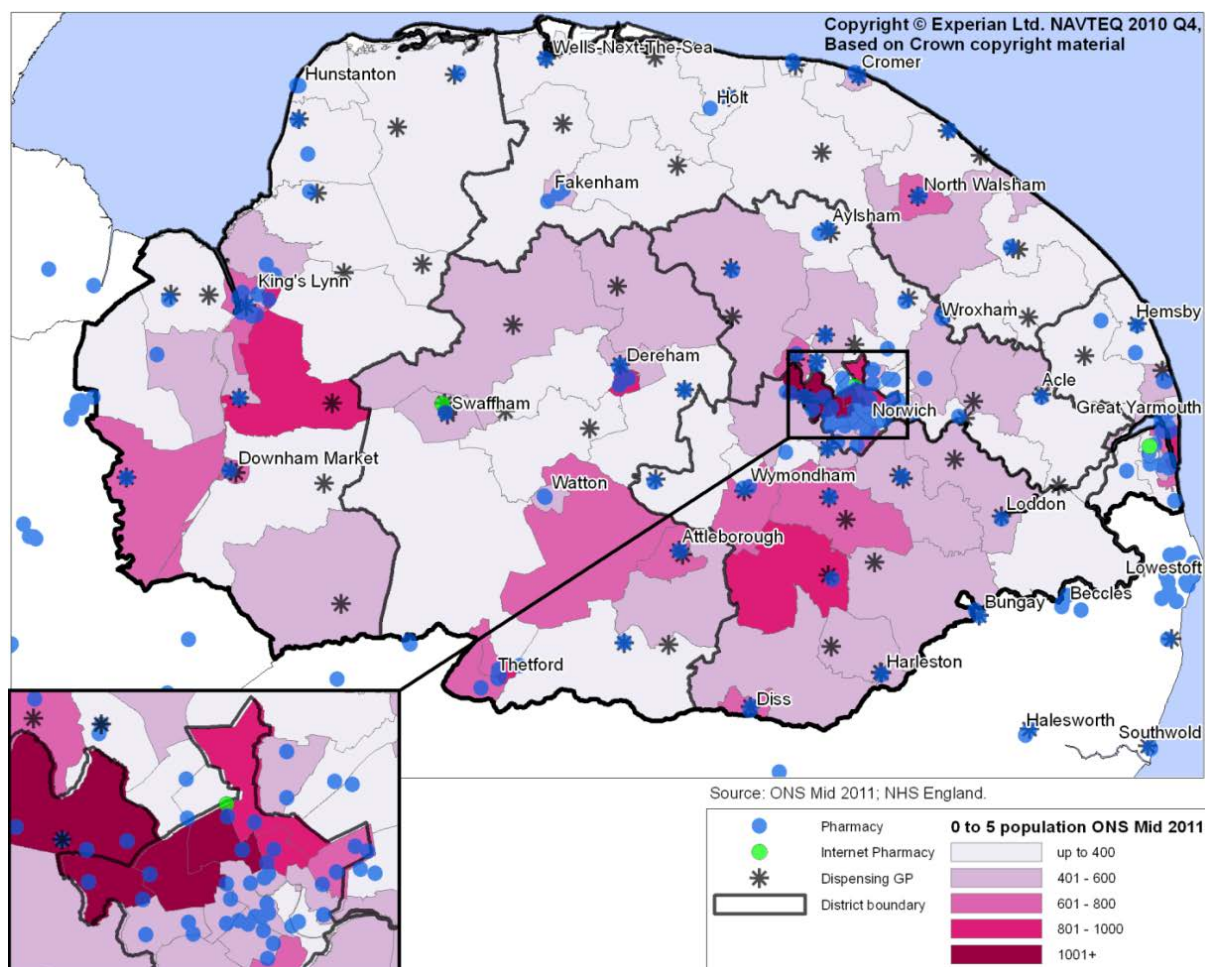 Copyright © Experian Ltd. NAVTEQ 2010 Q4,
Based on Crown copyright material
Wells-Next-The-Sea
Cromer
Hunstanton
Holt
Fakenham
North Walsham
Aylsham
King's Lynn
Wroxham
Hemsby
Dereham
Acle
Swaffham
Norwich
Great Yarmouth
Downham Market
Watton
Wymondham
Loddon
Attleborough
Lowestoft
Bungay
Beccles
Thetford
Harleston
Diss
Halesworth
Southwold
Source: ONS Mid 2011; NHS England.
Pharmacy
Internet Pharmacy
Dispensing GP
District boundary
0 to 5 population ONS Mid 2011
up to 400
401 - 600
601 - 800
801 - 1000
1001+